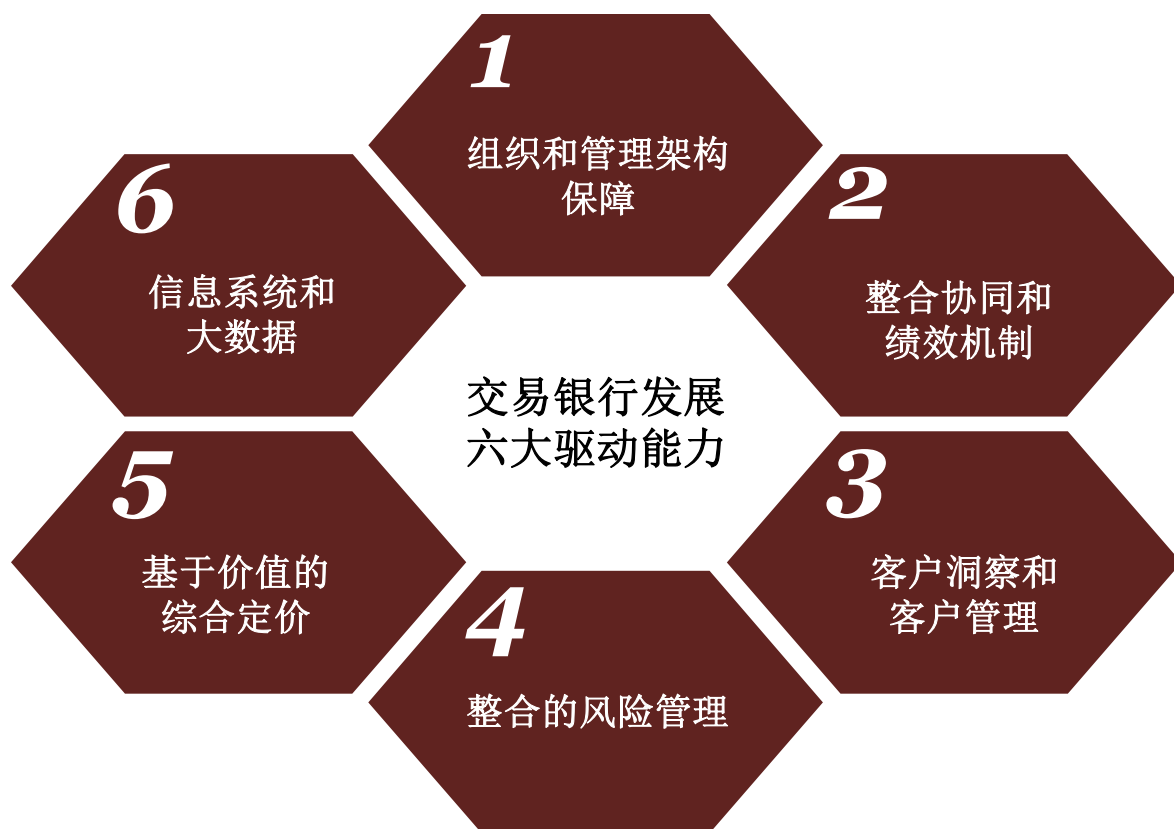 1
组织和管理架构
保障
2
整合协同和
绩效机制
3
客户洞察和
客户管理
4
整合的风险管理
5
基于价值的
综合定价
6
信息系统和
大数据
交易银行发展
六大驱动能力